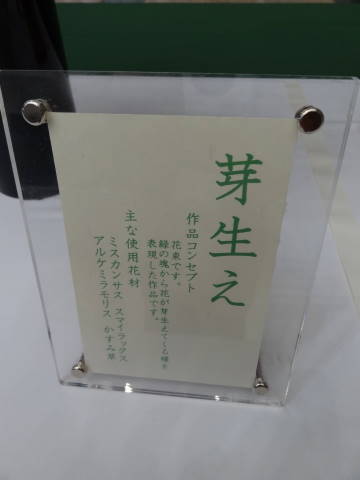 芽生え
作品コンセプト
花束です。
緑の塊から花が芽生えてくる様を
表現した作品です。
主な使用花材
ミスカンサス スマイラックス
アルケミラモリス かすみ草